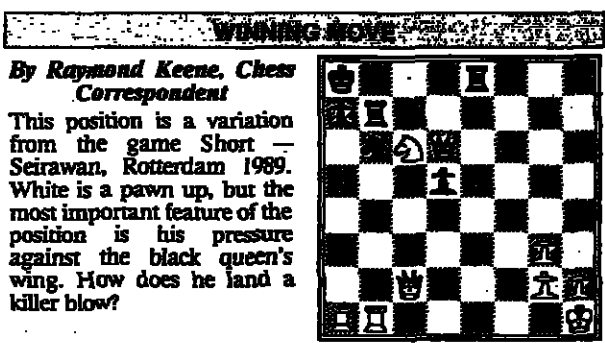 WINNING MOVE
By Raymond Keene, Chess
Correspondent
This position is a variation
from the game Short —
Seirawan, Rotterdam 1989.
White is a pawn up, but the
most important feature of the
position is his pressure
against the black queen's
wing. How does he land a
killer blow?